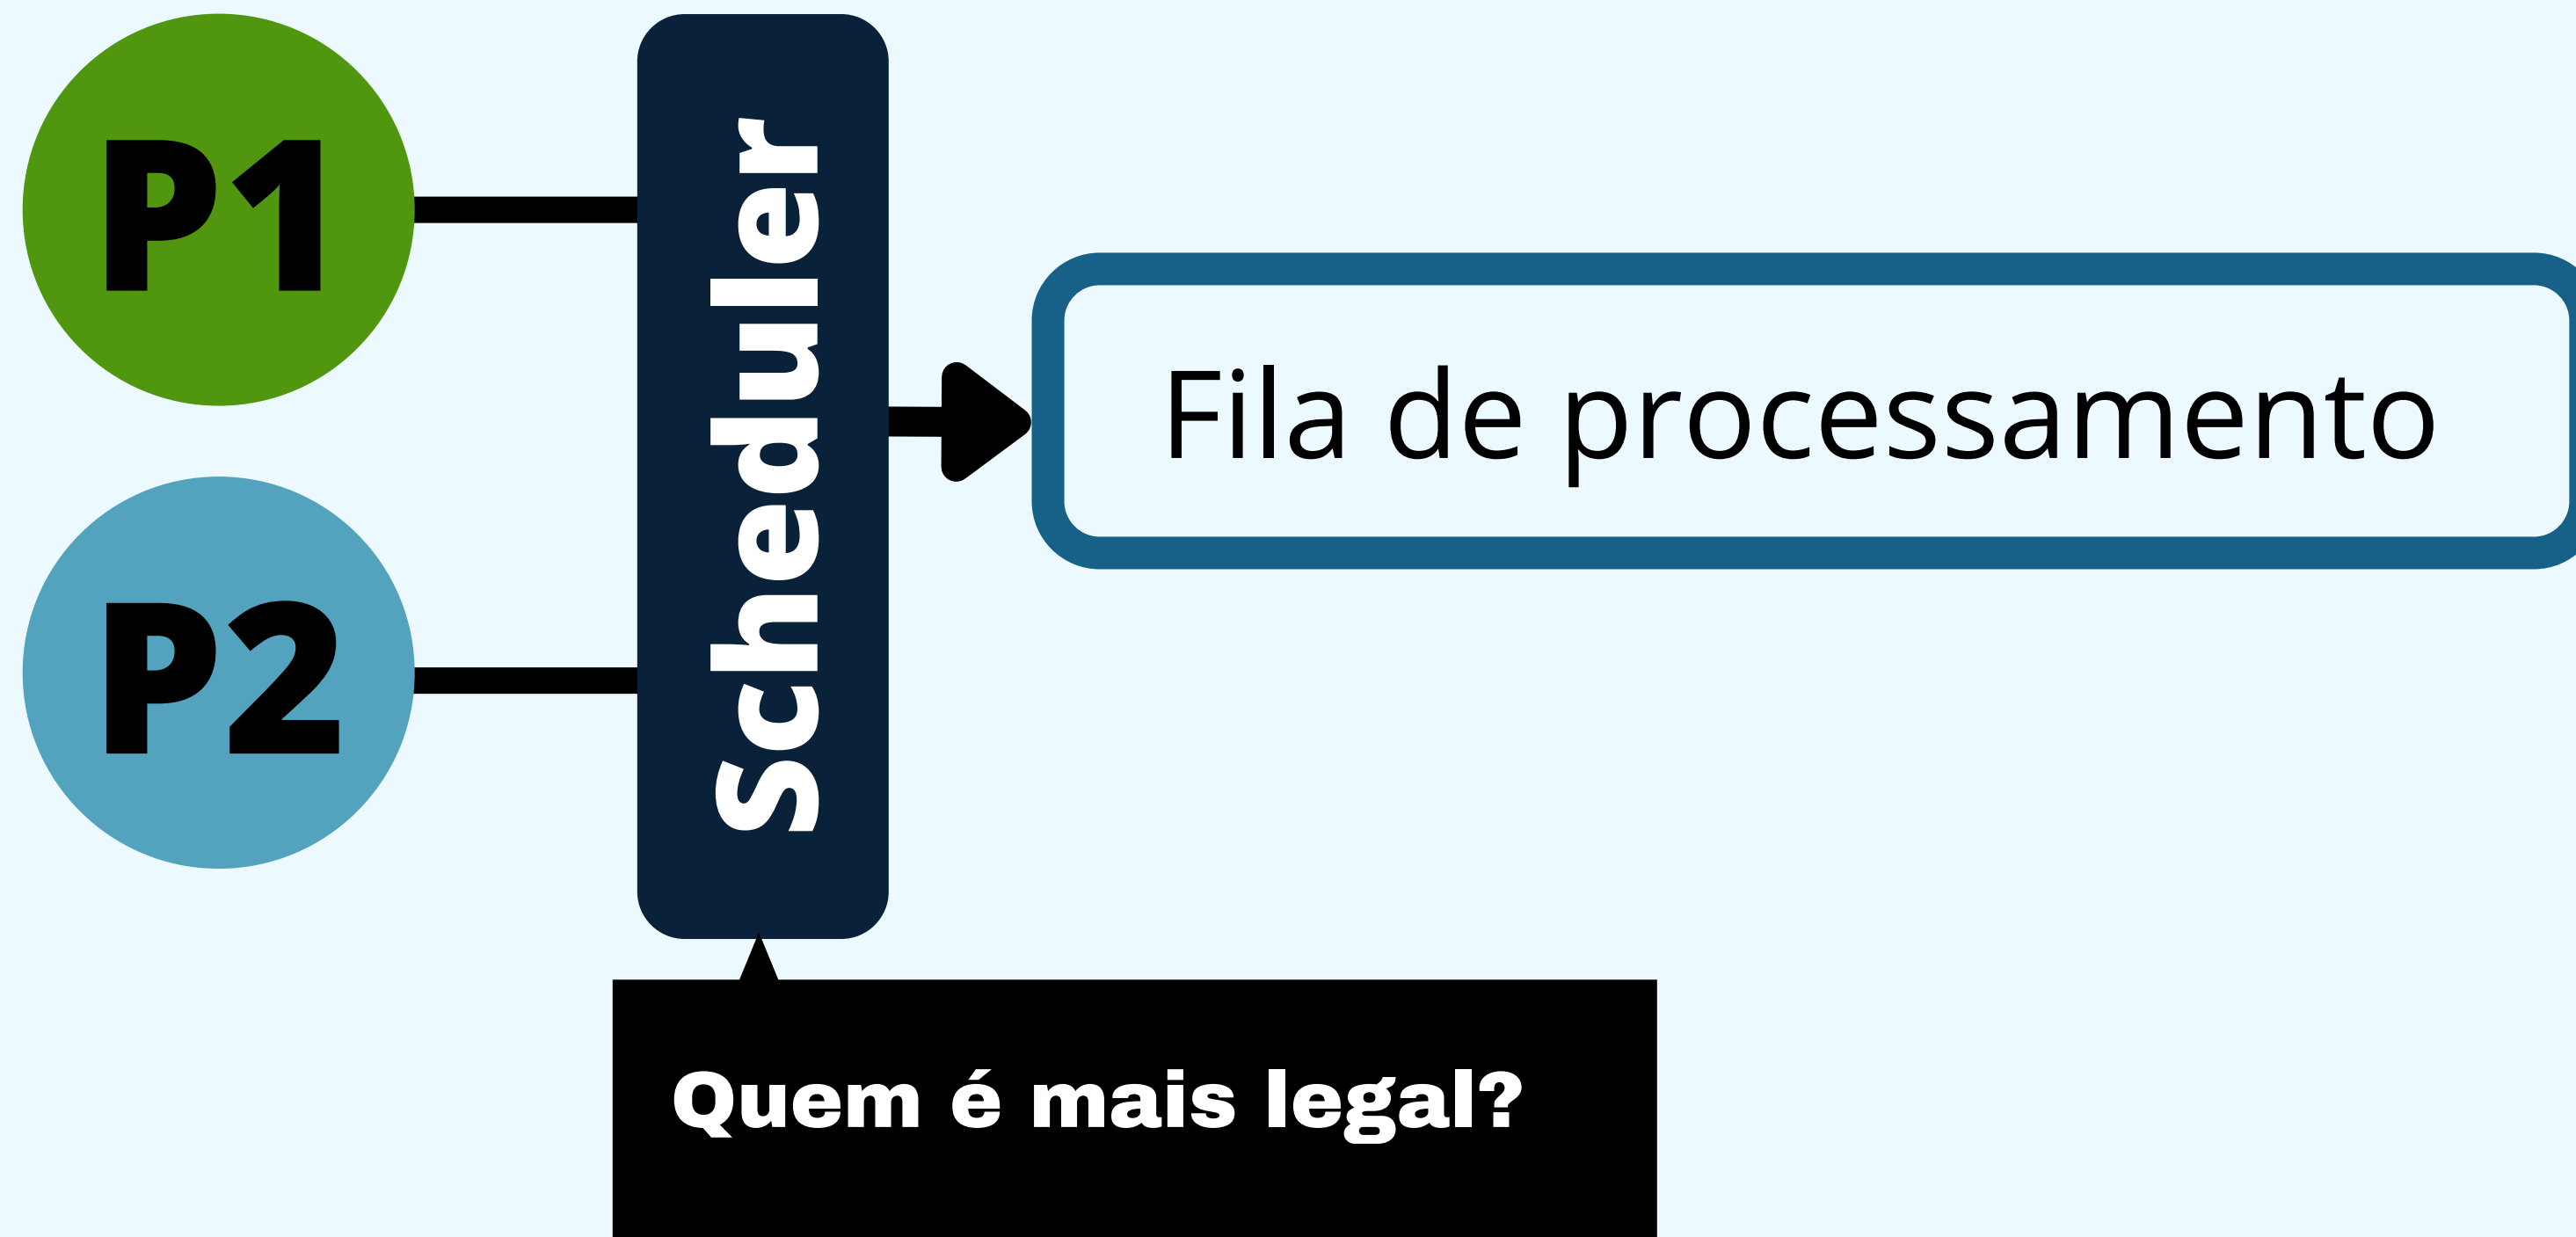 P1
Scheduler
Fila de processamento
P2
Quem é mais legal?